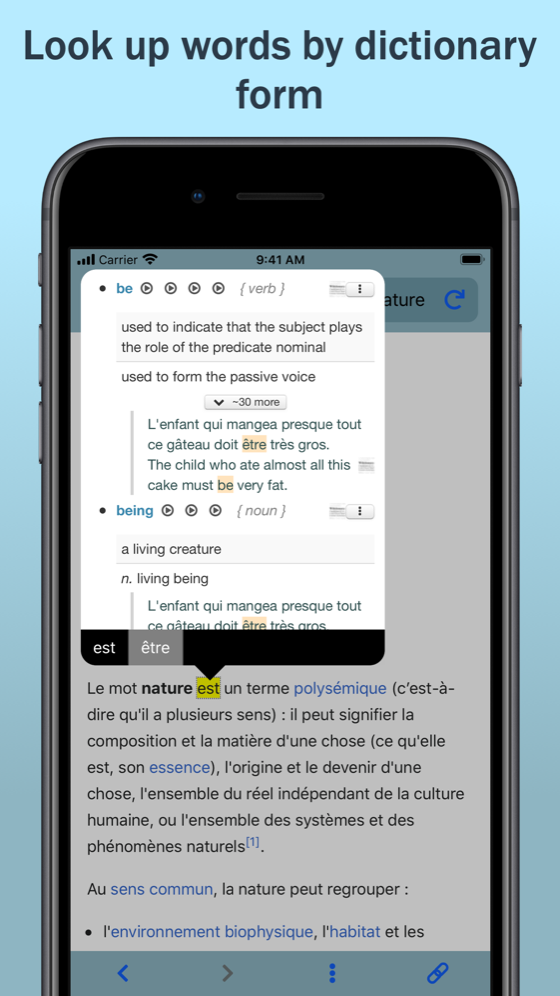 Look up words by dictionary
form
Carrier 9:41 AM
ature
• be { verb }
used to indicate that the subject plays
the role of the predicate nominal
used to form the passive voice
~30 more
L'enfant qui mangea presque tout
ce gâteau doit être très gros.
The child who ate almost all this
cake must be very fat.
• being { noun }
a living creature
n. living being
L'enfant qui mangea presque tout
ce gâteau doit être très gros.
est être
Le mot nature est un terme polysémique (c’est-à-
dire qu'il a plusieurs sens) : il peut signifier la
composition et la matière d'une chose (ce qu'elle
est, son essence), l'origine et le devenir d'une
chose, l'ensemble du réel indépendant de la culture
humaine, ou l'ensemble des systèmes et des
phénomènes naturels[1].
Au sens commun, la nature peut regrouper :
• l'environnement biophysique, l'habitat et les